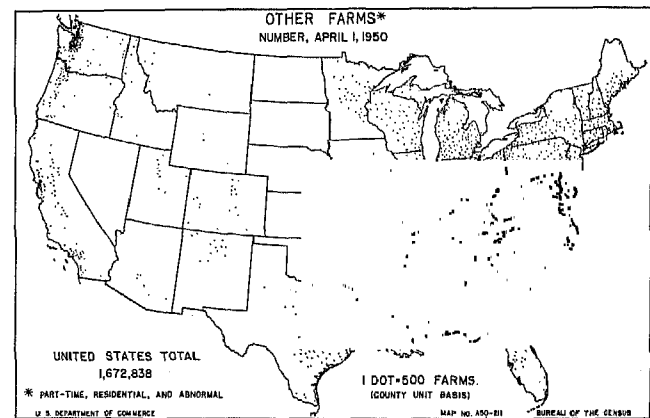 OTHER FARMS*
NUMBER, APRIL 1, 1950
UNITED STATES TOTAL
1,672,838
1 DOT=500 FARMS.
(COUNTY UNIT BASIS)
* PART-TIME, RESIDENTIAL, AND ABNORMAL
U. S. DEPARTMENT OF COMMERCE
MAP NO. A50-211
BUREAU OF THE CENSUS